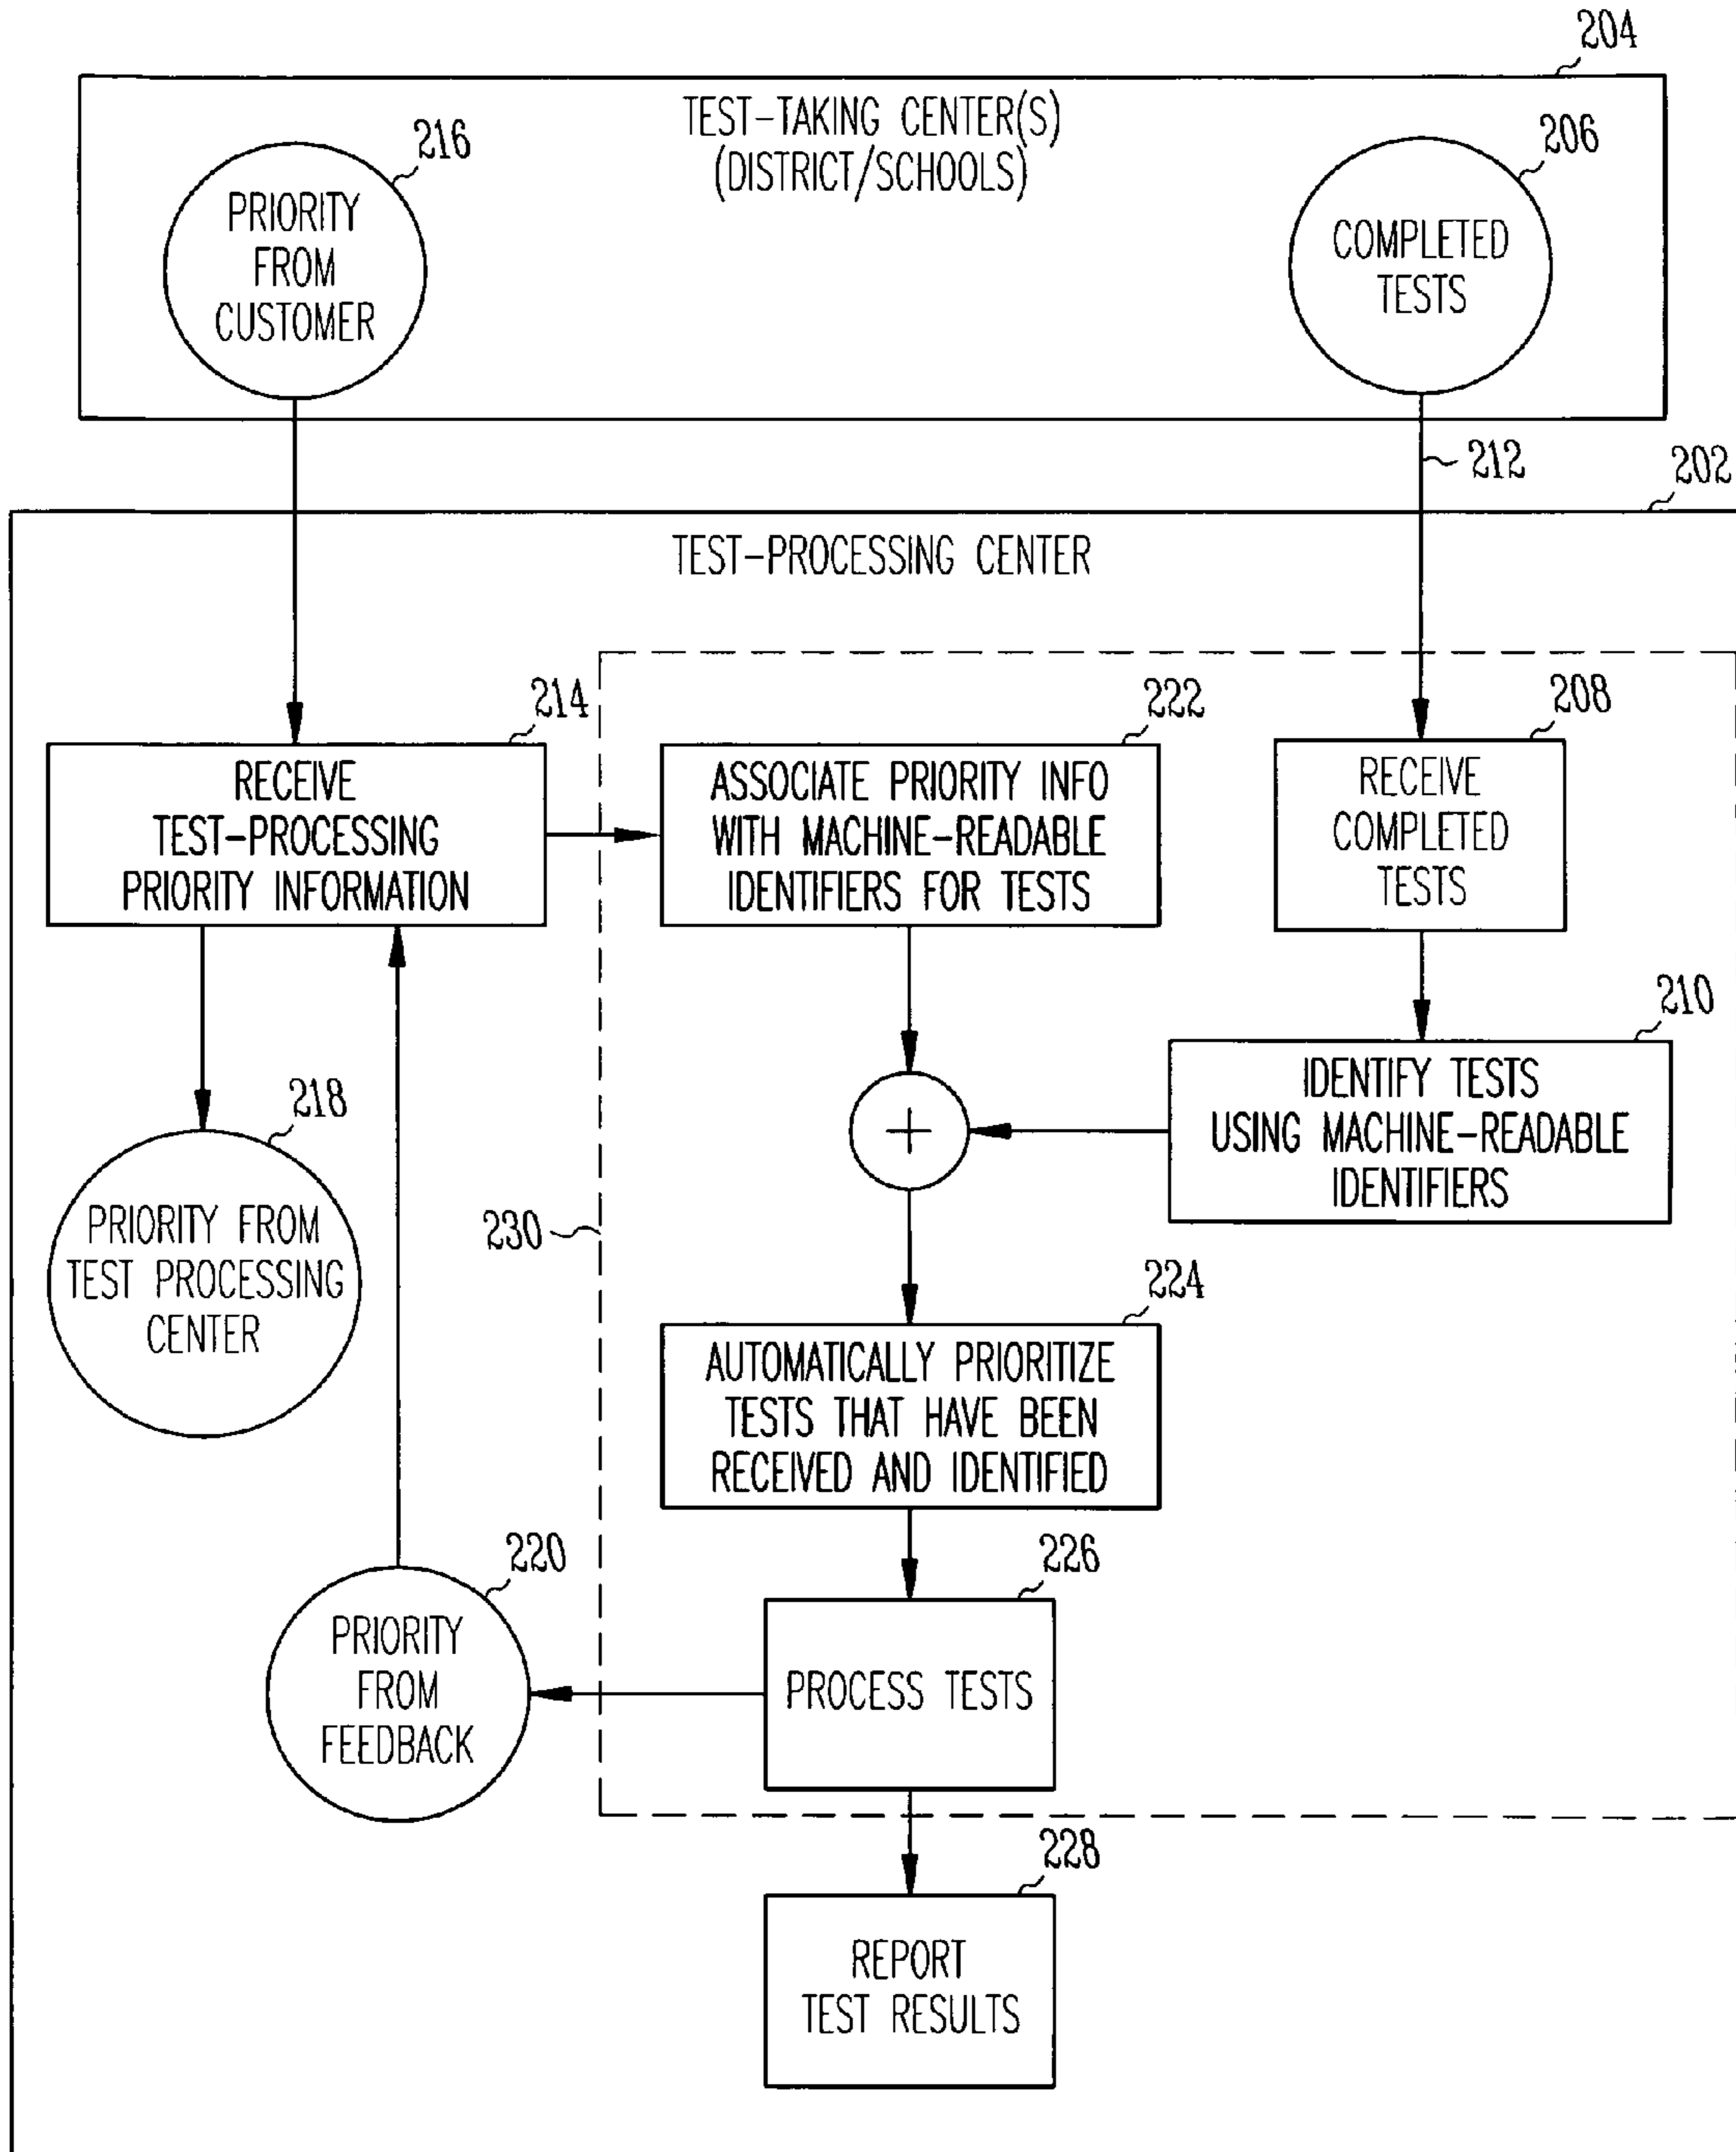 204
TEST-TAKING CENTER(S)
(DISTRICT/SCHOOLS)
216
PRIORITY
FROM
CUSTOMER
206
COMPLETED
TESTS
212
202
TEST-PROCESSING CENTER
214
RECEIVE
TEST-PROCESSING
PRIORITY INFORMATION
222
ASSOCIATE PRIORITY INFO
WITH MACHINE-READABLE
IDENTIFIERS FOR TESTS
208
RECEIVE
COMPLETED
TESTS
210
IDENTIFY TESTS
USING MACHINE-READABLE
IDENTIFIERS
+
218
PRIORITY FROM
TEST PROCESSING
CENTER
230
224
AUTOMATICALLY PRIORITIZE
TESTS THAT HAVE BEEN
RECEIVED AND IDENTIFIED
220
PRIORITY
FROM
FEEDBACK
226
PROCESS TESTS
228
REPORT
TEST RESULTS